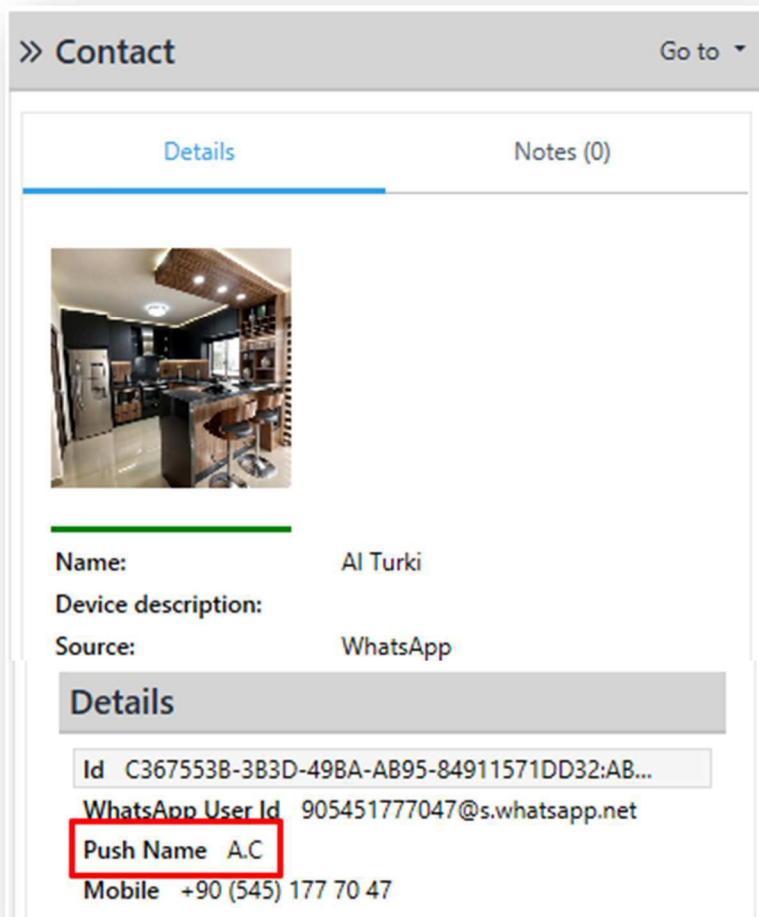 » Contact Go to
Details Notes (0)
Name: Al Turki
Device description:
Source: WhatsApp
Details
Id C367553B-3B3D-49BA-AB95-84911571DD32:AB...
WhatsApp User Id 905451777047@s.whatsapp.net
Push Name A.C
Mobile +90 (545) 177 70 47